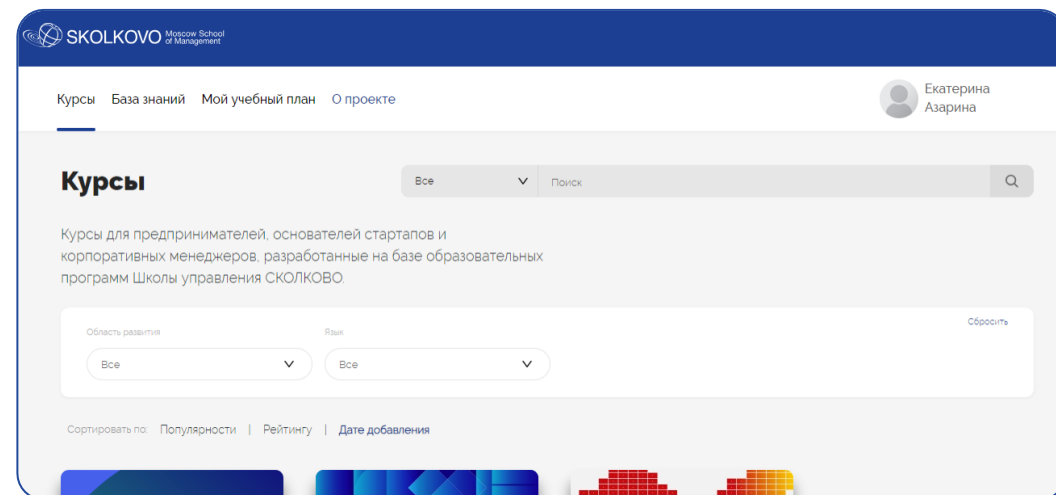 SKOLKOVO Moscow School
of Management
Курсы База знаний Мой учебный план О проекте
Екатерина
Азарина
Курсы
Все
Поиск
Курсы для предпринимателей, основателей стартапов и
корпоративных менеджеров, разработанные на базе образовательных
программ Школы управления СКОЛКОВО.
Сбросить
Область развития
Язык
Все
Все
Сортировать по: Популярности | Рейтингу | Дате добавления